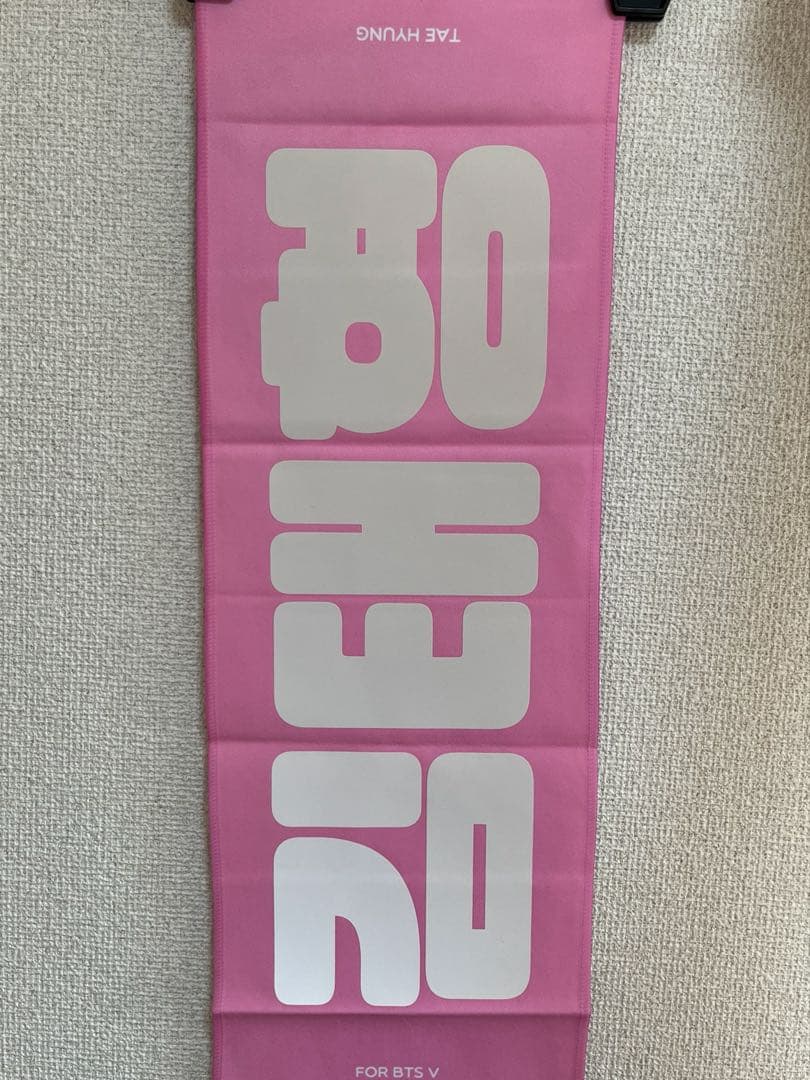 TAE HYUNG
김태형
FOR BTS V